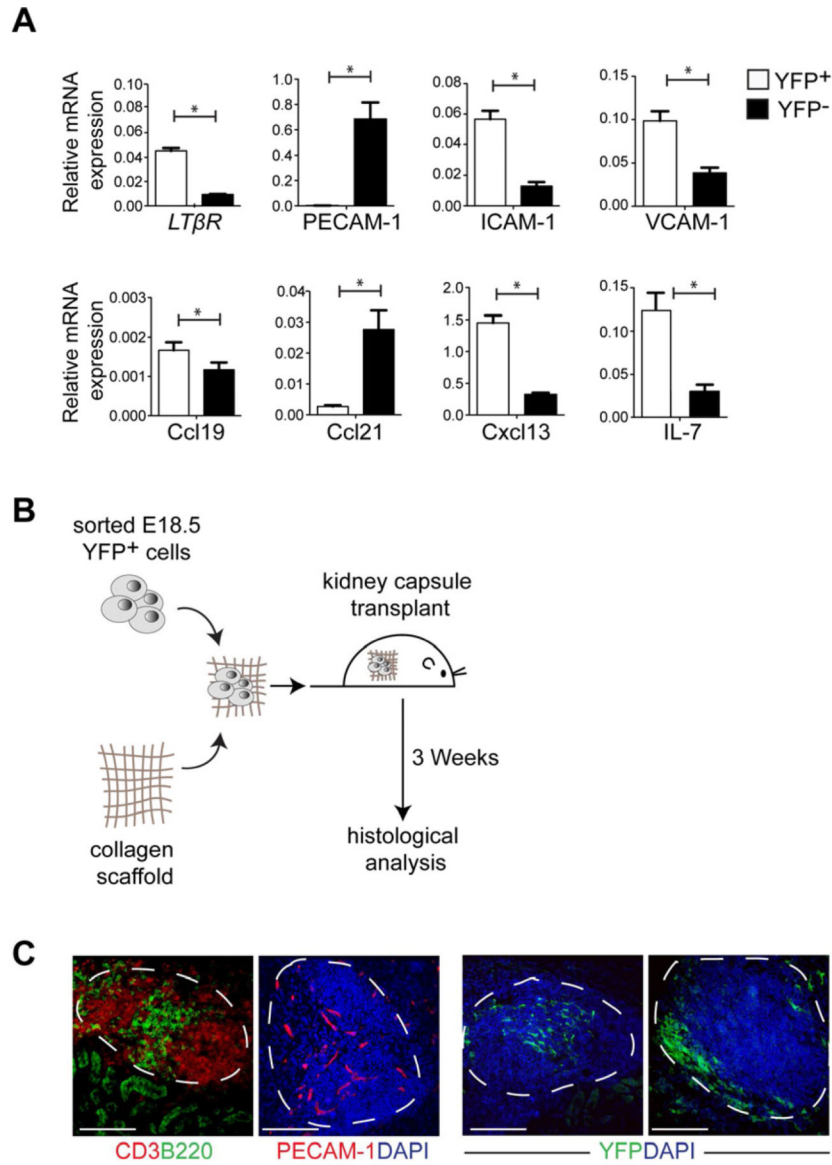 A
YFP+
YFP-
Relative mRNA
expression
0.10
0.08
0.06
0.04
0.02
0.00
*
LTβR
1.0
0.8
0.6
0.4
0.2
0.0
*
PECAM-1
0.06
0.04
0.02
0.00
*
ICAM-1
0.15
0.10
0.05
0.00
*
VCAM-1
Relative mRNA
expression
0.003
0.002
0.001
0.000
*
Ccl19
0.04
0.03
0.02
0.01
0.00
*
Ccl21
2.0
1.5
1.0
0.5
0.0
*
Cxcl13
0.15
0.10
0.05
0.00
*
IL-7
B
sorted E18.5
YFP+ cells
kidney capsule
transplant
collagen
scaffold
3 Weeks
histological
analysis
C
CD3B220
PECAM-1DAPI
YFPDAPI